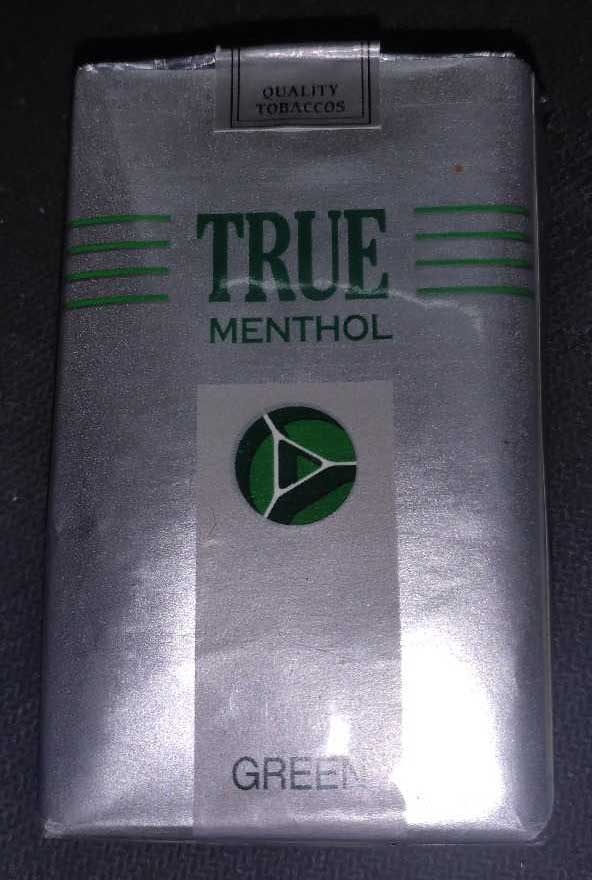 QUALITY
TOBACCOS
TRUE
MENTHOL
GREEN